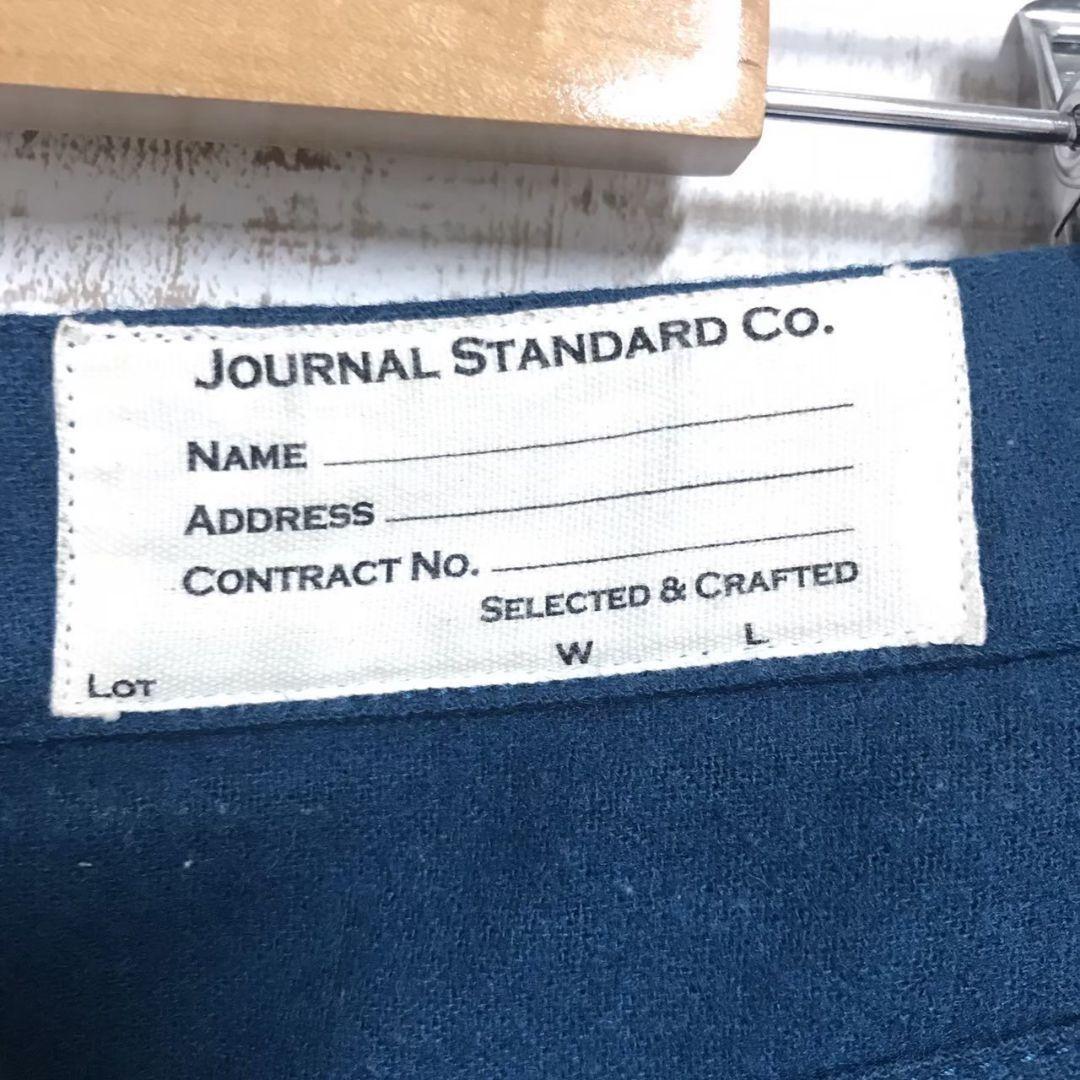 JOURNAL STANDARD CO.
NAME
ADDRESS
CONTRACT NO.
SELECTED & CRAFTED
LOT W L